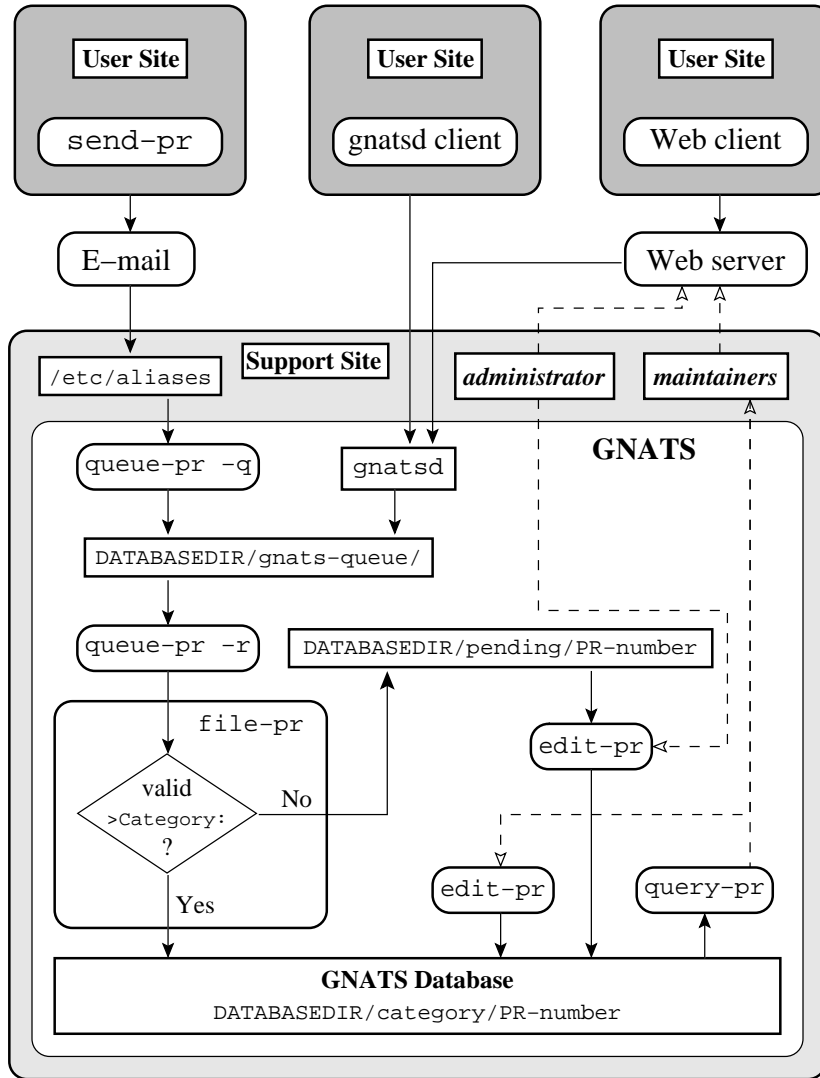 User Site
User Site
User Site
send-pr
gnatsd client
Web client
E-mail
Web server
Support Site
/etc/aliases
administrator
maintainers
GNATS
queue-pr -q
gnatsd
DATABASEDIR/gnats-queue/
queue-pr -r
DATABASEDIR/pending/PR-number
file-pr
edit-pr
valid
>Category:
?
No
Yes
edit-pr
query-pr
GNATS Database
DATABASEDIR/category/PR-number